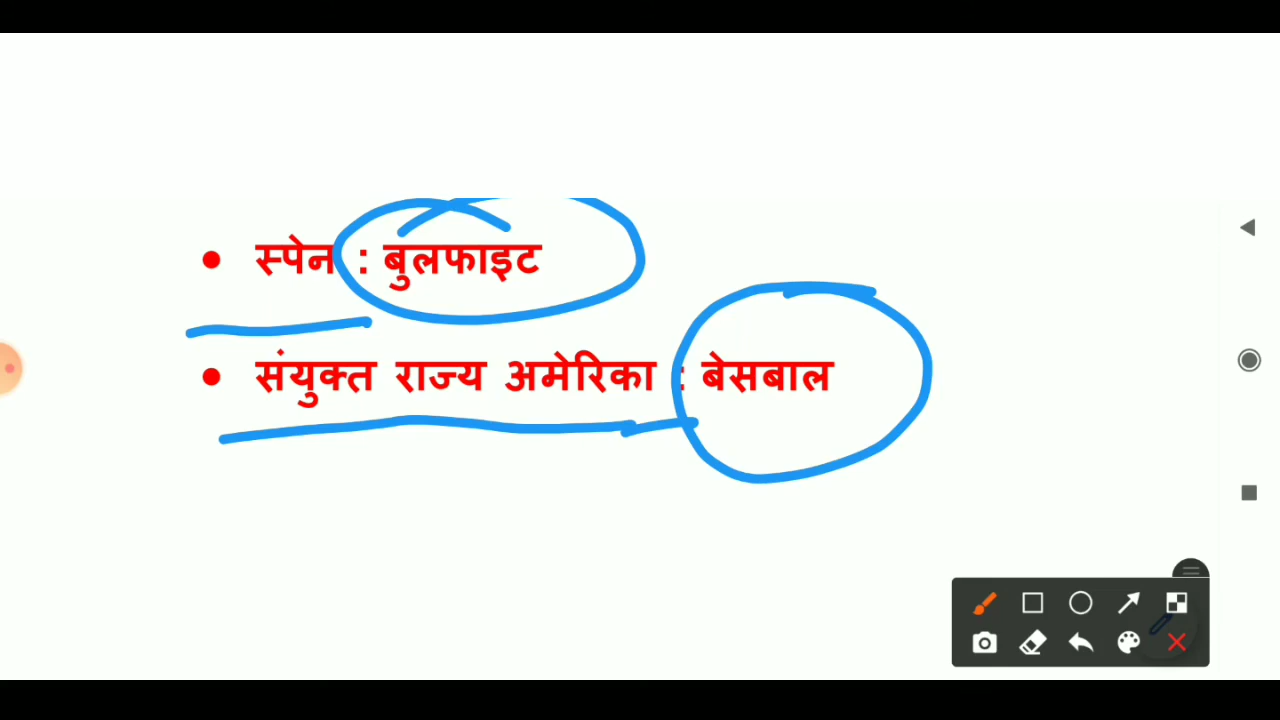 • स्पेन : बुलफाइट
• संयुक्त राज्य अमेरिका : बेसबाल